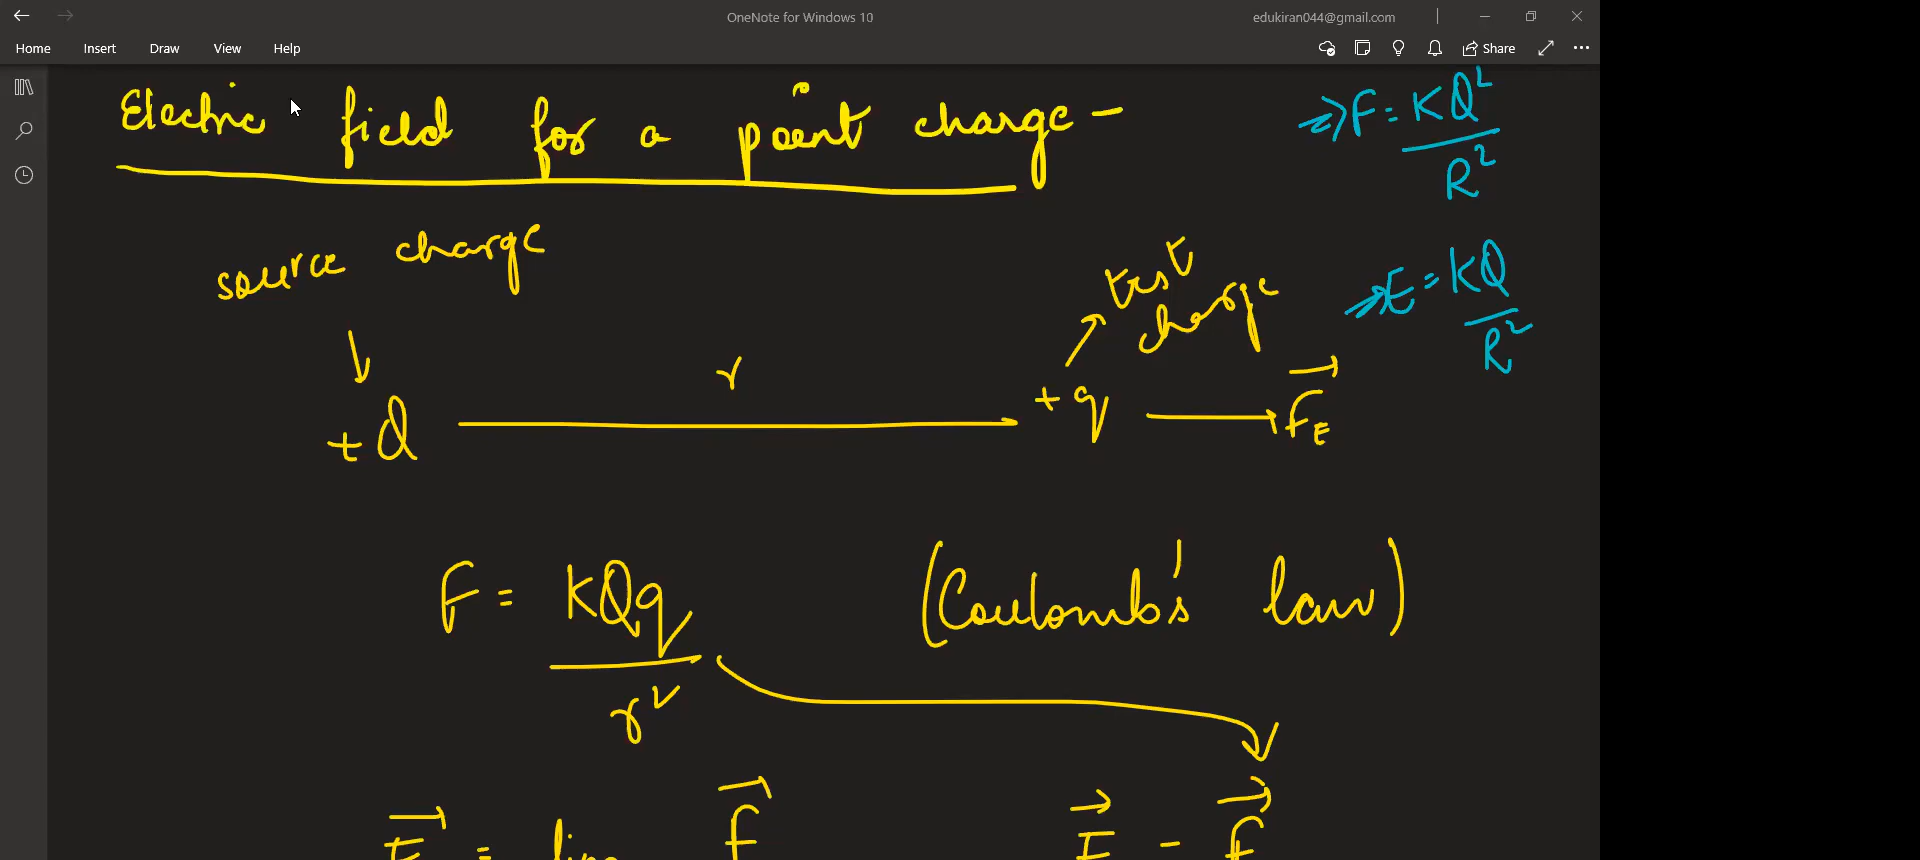 OneNote for Windows 10
edukiran044@gmail.com
Home Insert Draw View Help
Share
Electric field for a point charge -
⇒ F = KQ²
R²
source charge
test
charge
⇒ E = KQ
R²
r
+ Q
+ q
F⃗E
F = KQq
r²
(Coulomb's law)
E⃗ = lim F⃗
E⃗ = F⃗